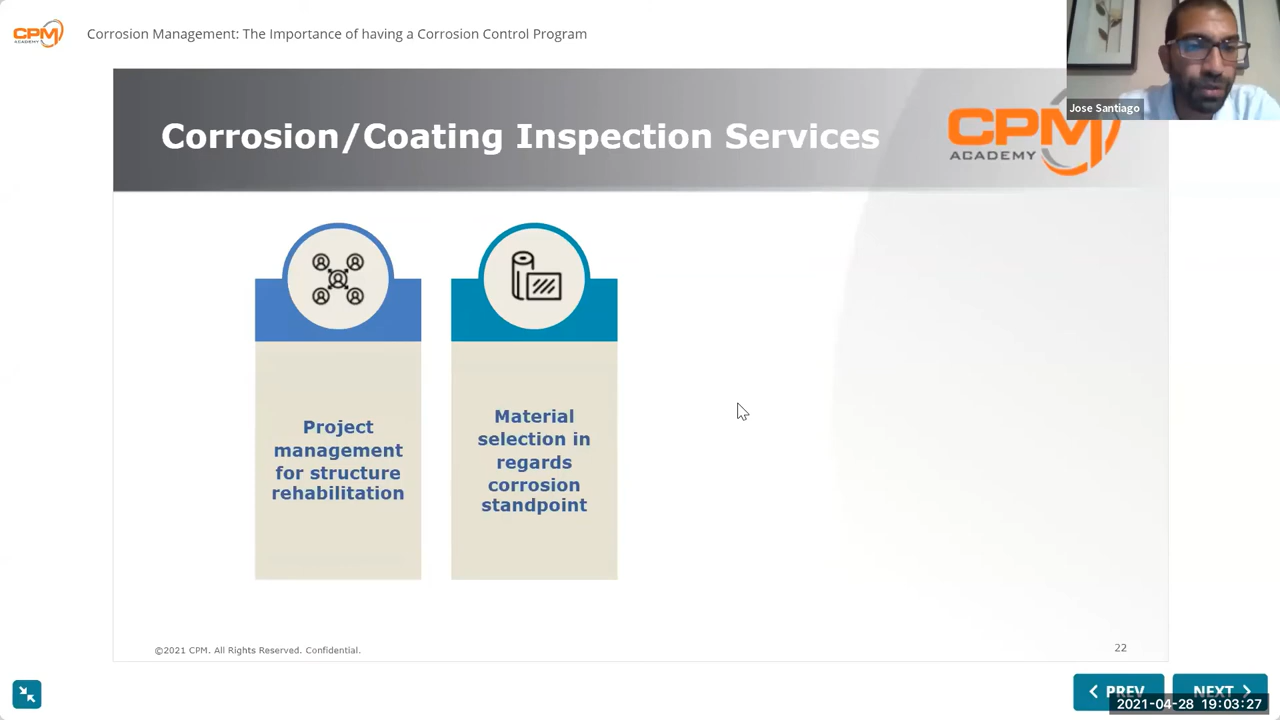 CPM
ACADEMY
Corrosion Management: The Importance of having a Corrosion Control Program
Jose Santiago
Corrosion/Coating Inspection Services
CPM
ACADEMY
Project
management
for structure
rehabilitation
Material
selection in
regards
corrosion
standpoint
©2021 CPM. All Rights Reserved. Confidential.
22
PREV
NEXT
2021-04-28 19:03:27